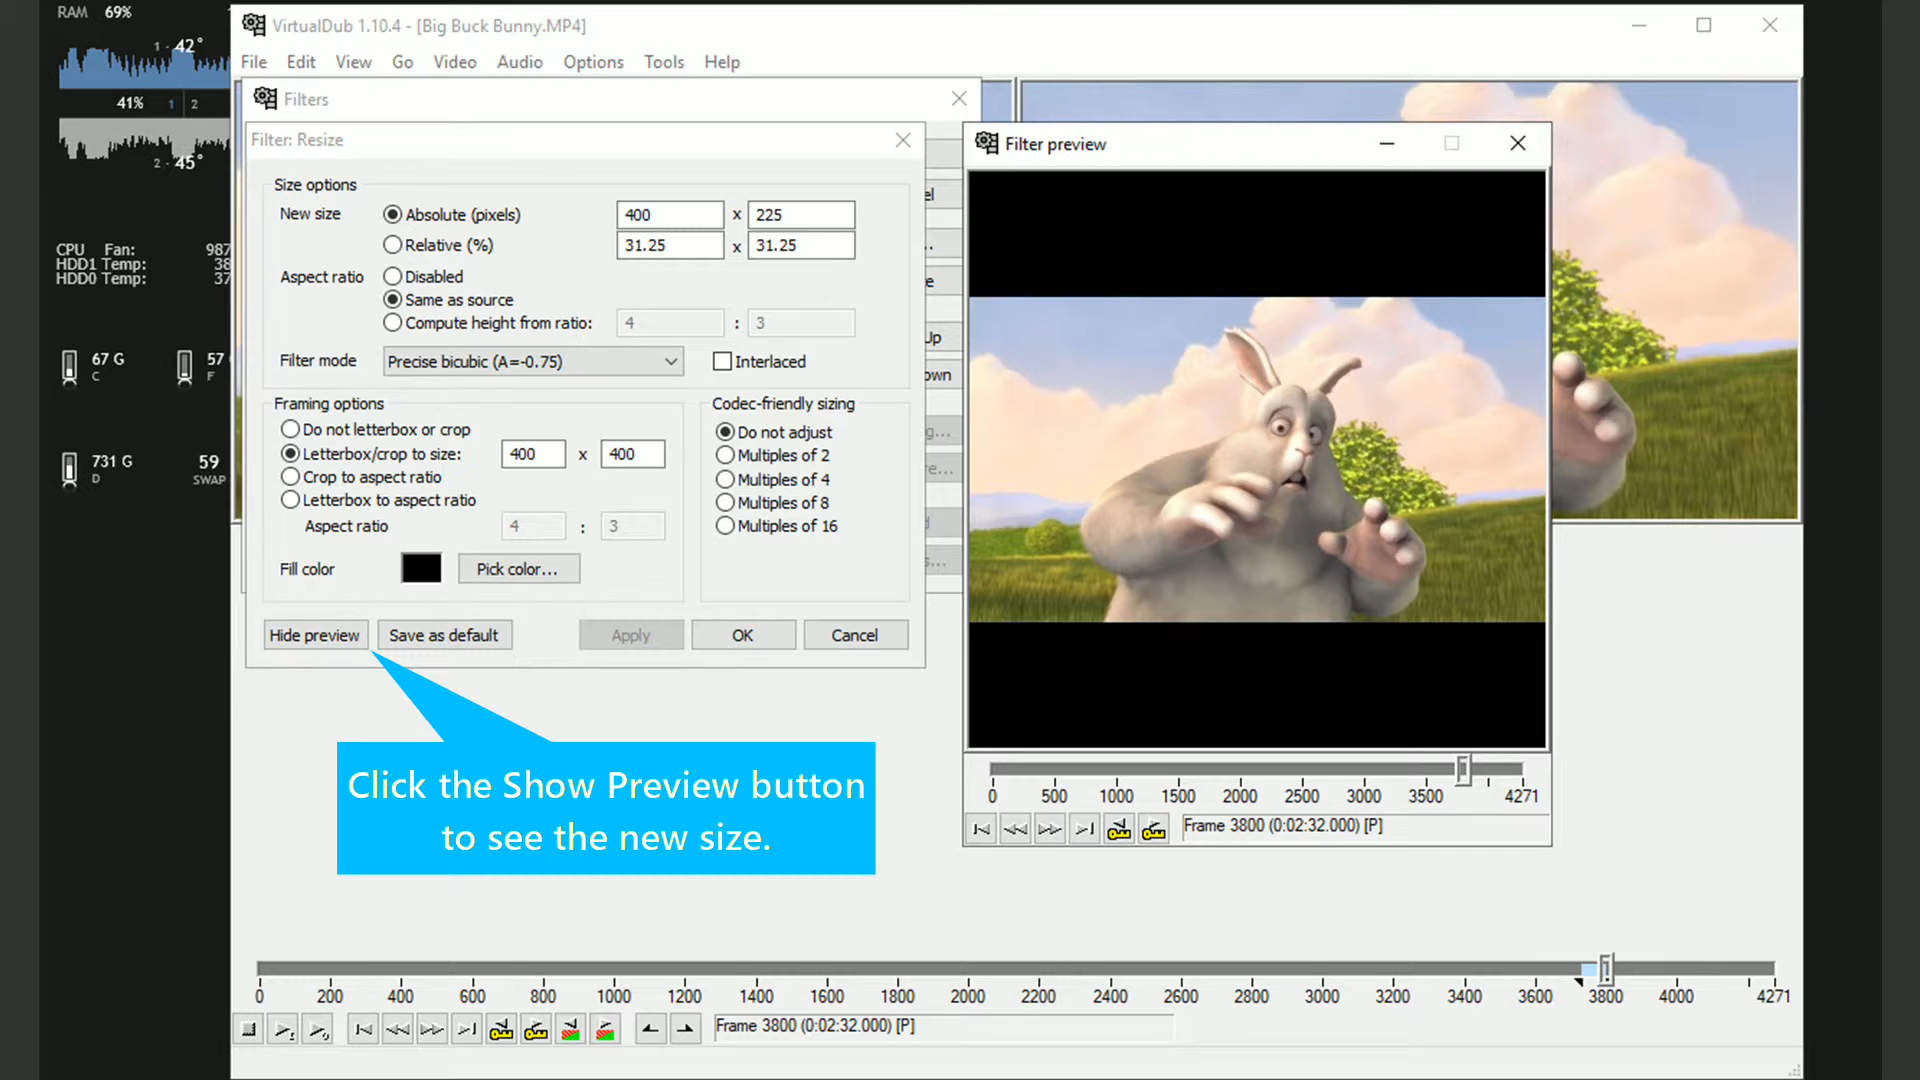 RAM 69%
1 - 42°
41% 1 2
2 - 45°
CPU Fan: 987
HDD1 Temp: 38
HDD0 Temp: 37
67 G
C
57
F
731 G
D
59
SWAP
VirtualDub 1.10.4 - [Big Buck Bunny.MP4]
File Edit View Go Video Audio Options Tools Help
Filters
Filter: Resize
Size options
New size Absolute (pixels) 400 x 225
Relative (%) 31.25 x 31.25
Aspect ratio Disabled
Same as source
Compute height from ratio: 4 : 3
Filter mode Precise bicubic (A=-0.75) Interlaced
Framing options
Do not letterbox or crop
Letterbox/crop to size: 400 x 400
Crop to aspect ratio
Letterbox to aspect ratio
Aspect ratio 4 : 3
Fill color Pick color...
Codec-friendly sizing
Do not adjust
Multiples of 2
Multiples of 4
Multiples of 8
Multiples of 16
Hide preview Save as default Apply OK Cancel
Click the Show Preview button
to see the new size.
Filter preview
0 500 1000 1500 2000 2500 3000 3500 4271
Frame 3800 (0:02:32.000) [P]
0 200 400 600 800 1000 1200 1400 1600 1800 2000 2200 2400 2600 2800 3000 3200 3400 3600 3800 4000 4271
Frame 3800 (0:02:32.000) [P]